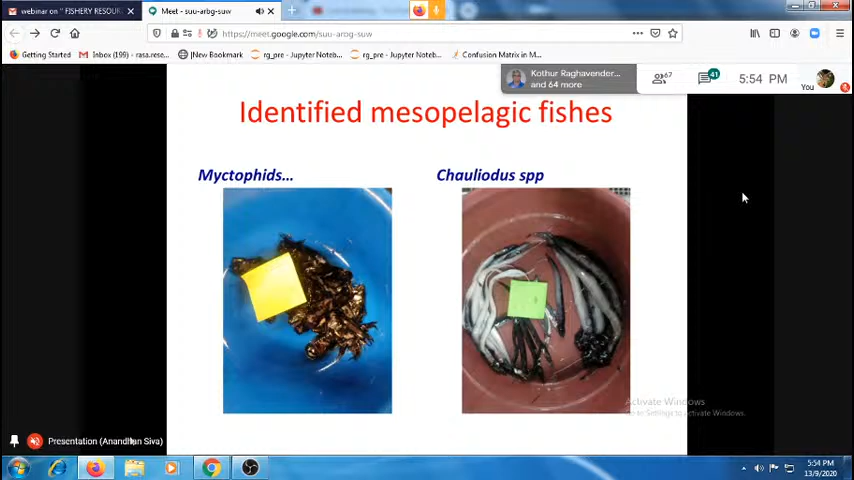 webinar on " FISHERY RESOUR
Meet - suu-arbg-suw
https://meet.google.com/suu-arog-suw
Getting Started
Inbox (199) - rasa.rese...
|New Bookmark
rg_pre - Jupyter Noteb...
rg_pre - Jupyter Noteb...
Confusion Matrix in M...
Kothur Raghavender...
and 64 more
67
41
5:54 PM
You
Identified mesopelagic fishes
Myctophids...
Chauliodus spp
Activate Windows
Go to Settings to activate Windows.
Presentation (Anandhan Siva)
5:54 PM
13/9/2020